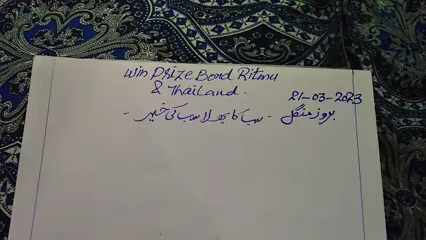 Win Prize Bond Ritmu
& Thailand.
21-03-2023
بروز منگل - سب کا بھلا سب کی خیر -